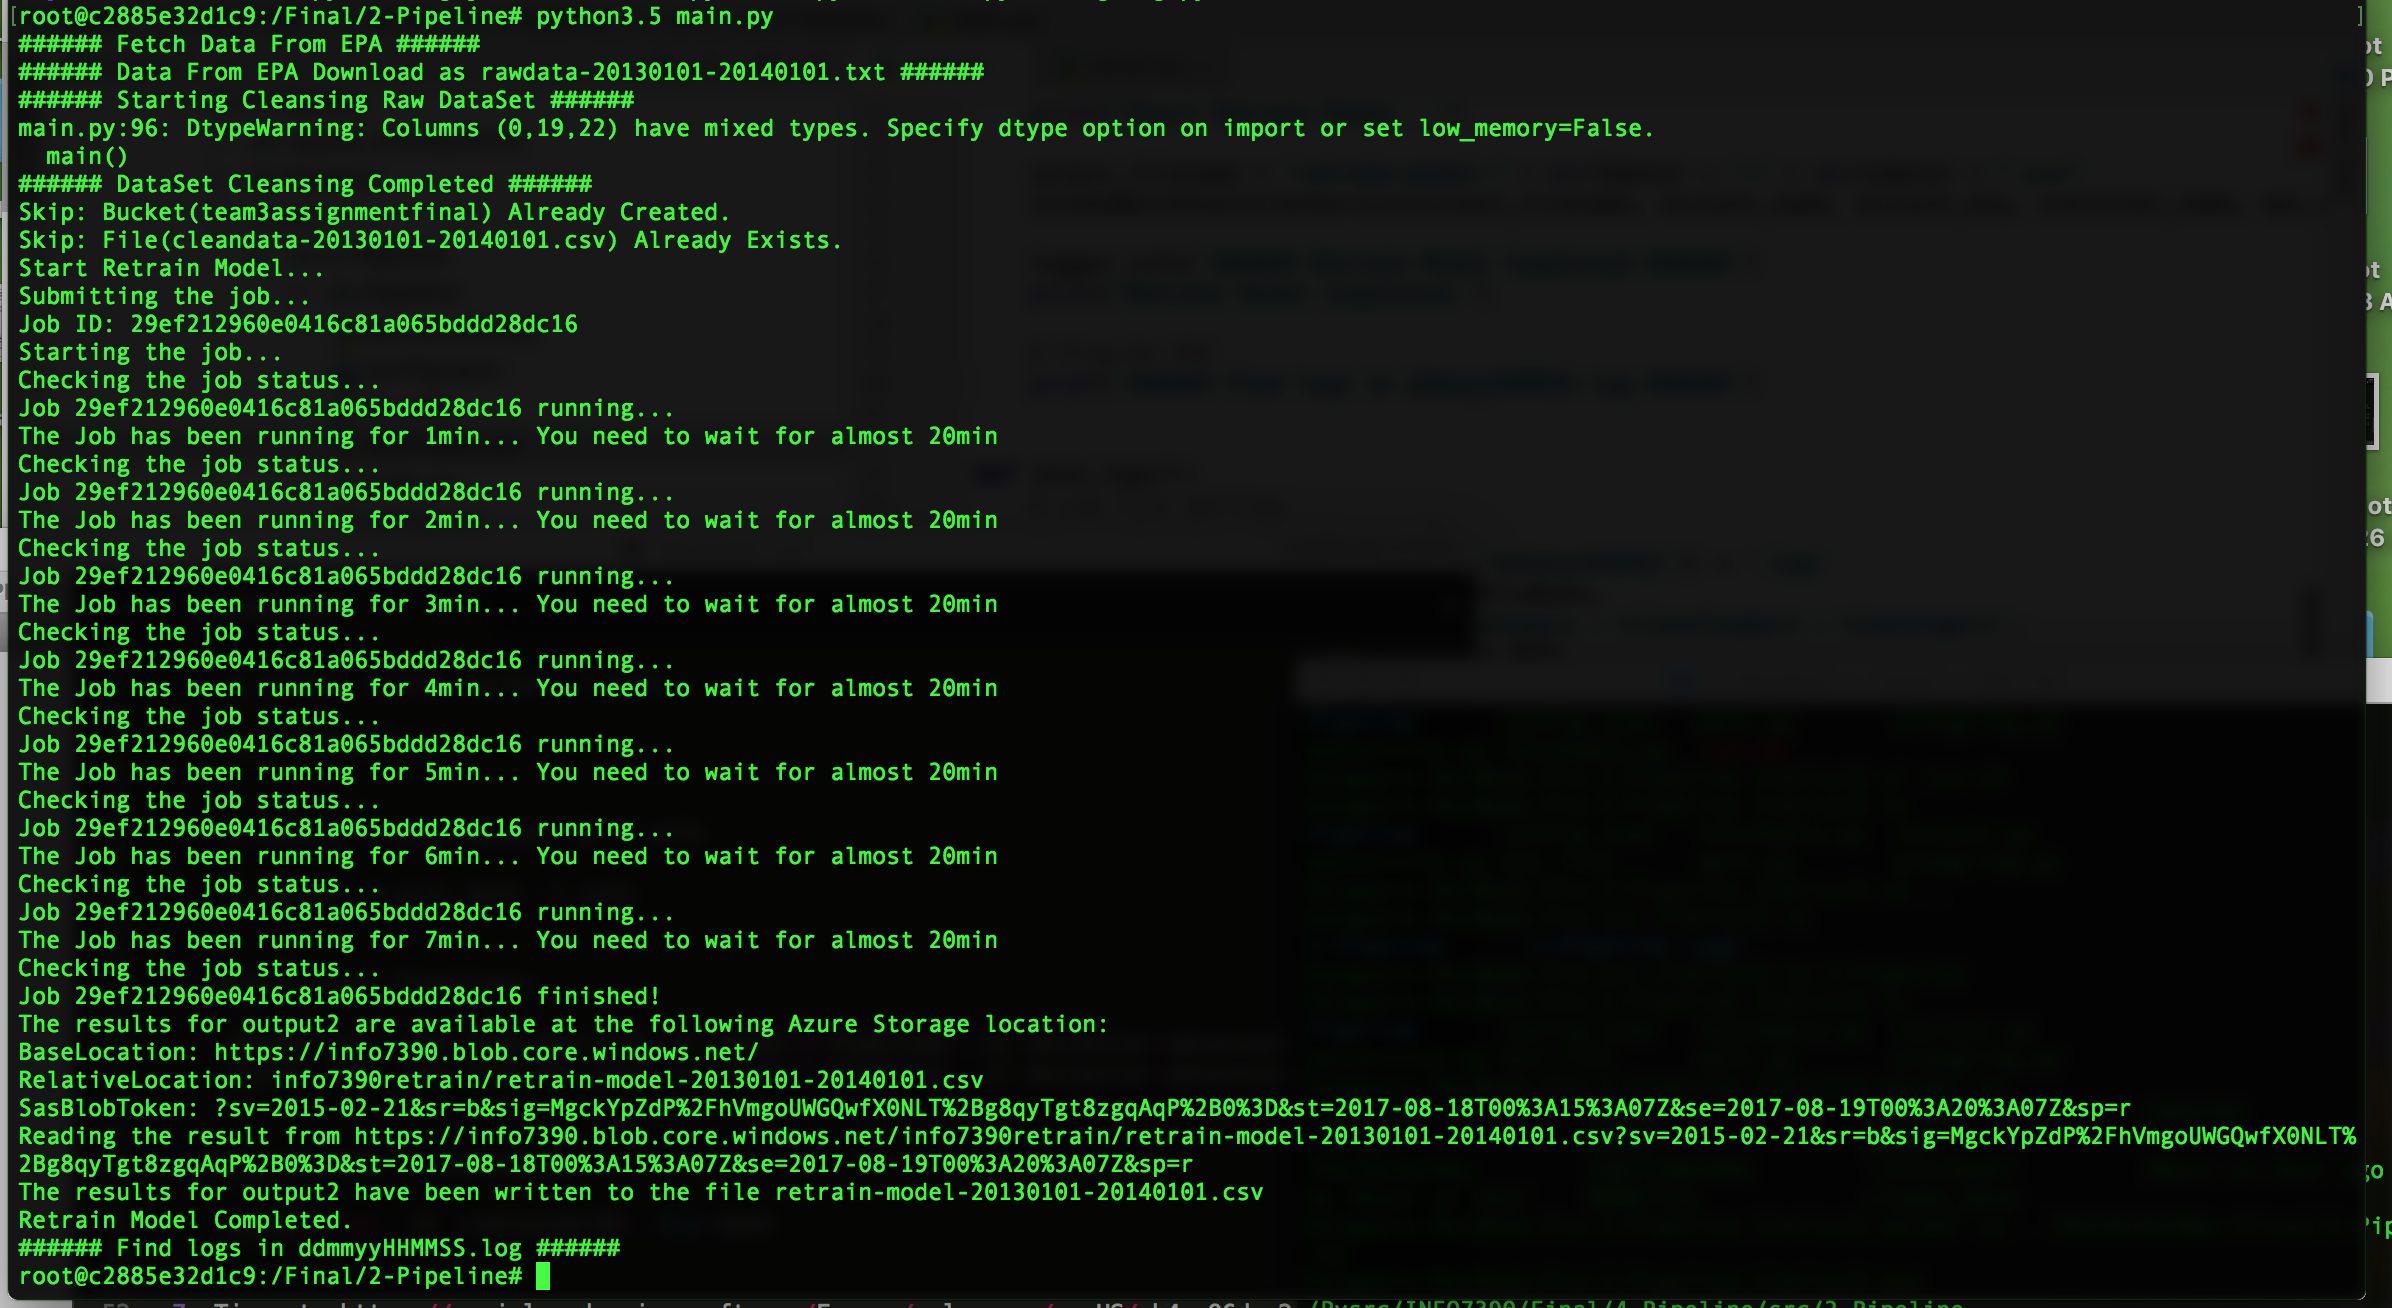 [root@c2885e32d1c9:/Final/2-Pipeline# python3.5 main.py ]
###### Fetch Data From EPA ######
###### Data From EPA Download as rawdata-20130101-20140101.txt ######
###### Starting Cleansing Raw DataSet ######
main.py:96: DtypeWarning: Columns (0,19,22) have mixed types. Specify dtype option on import or set low_memory=False.
  main()
###### DataSet Cleansing Completed ######
Skip: Bucket(team3assignmentfinal) Already Created.
Skip: File(cleandata-20130101-20140101.csv) Already Exists.
Start Retrain Model...
Submitting the job...
Job ID: 29ef212960e0416c81a065bddd28dc16
Starting the job...
Checking the job status...
Job 29ef212960e0416c81a065bddd28dc16 running...
The Job has been running for 1min... You need to wait for almost 20min
Checking the job status...
Job 29ef212960e0416c81a065bddd28dc16 running...
The Job has been running for 2min... You need to wait for almost 20min
Checking the job status...
Job 29ef212960e0416c81a065bddd28dc16 running...
The Job has been running for 3min... You need to wait for almost 20min
Checking the job status...
Job 29ef212960e0416c81a065bddd28dc16 running...
The Job has been running for 4min... You need to wait for almost 20min
Checking the job status...
Job 29ef212960e0416c81a065bddd28dc16 running...
The Job has been running for 5min... You need to wait for almost 20min
Checking the job status...
Job 29ef212960e0416c81a065bddd28dc16 running...
The Job has been running for 6min... You need to wait for almost 20min
Checking the job status...
Job 29ef212960e0416c81a065bddd28dc16 running...
The Job has been running for 7min... You need to wait for almost 20min
Checking the job status...
Job 29ef212960e0416c81a065bddd28dc16 finished!
The results for output2 are available at the following Azure Storage location:
BaseLocation: https://info7390.blob.core.windows.net/
RelativeLocation: info7390retrain/retrain-model-20130101-20140101.csv
SasBlobToken: ?sv=2015-02-21&sr=b&sig=MgckYpZdP%2FhVmgoUWGQwfX0NLT%2Bg8qyTgt8zgqAqP%2B0%3D&st=2017-08-18T00%3A15%3A07Z&se=2017-08-19T00%3A20%3A07Z&sp=r
Reading the result from https://info7390.blob.core.windows.net/info7390retrain/retrain-model-20130101-20140101.csv?sv=2015-02-21&sr=b&sig=MgckYpZdP%2FhVmgoUWGQwfX0NLT%
2Bg8qyTgt8zgqAqP%2B0%3D&st=2017-08-18T00%3A15%3A07Z&se=2017-08-19T00%3A20%3A07Z&sp=r
The results for output2 have been written to the file retrain-model-20130101-20140101.csv
Retrain Model Completed.
###### Find logs in ddmmyyHHMMSS.log ######
root@c2885e32d1c9:/Final/2-Pipeline#